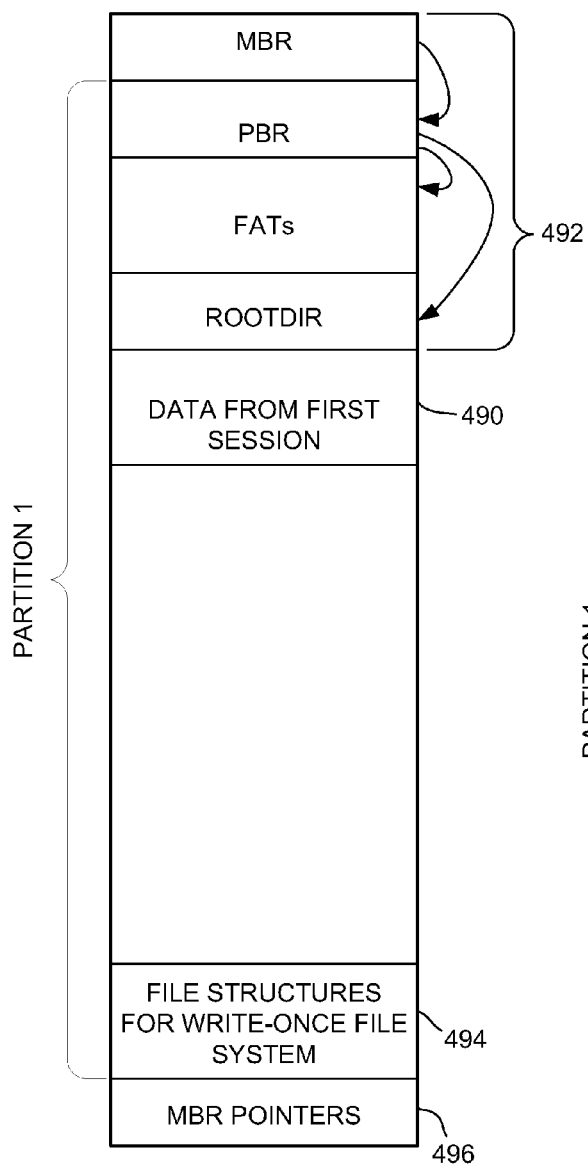 MBR
PBR
FATs
492
ROOTDIR
DATA FROM FIRST
SESSION
490
PARTITION 1
FILE STRUCTURES
FOR WRITE-ONCE FILE
SYSTEM
494
MBR POINTERS
496